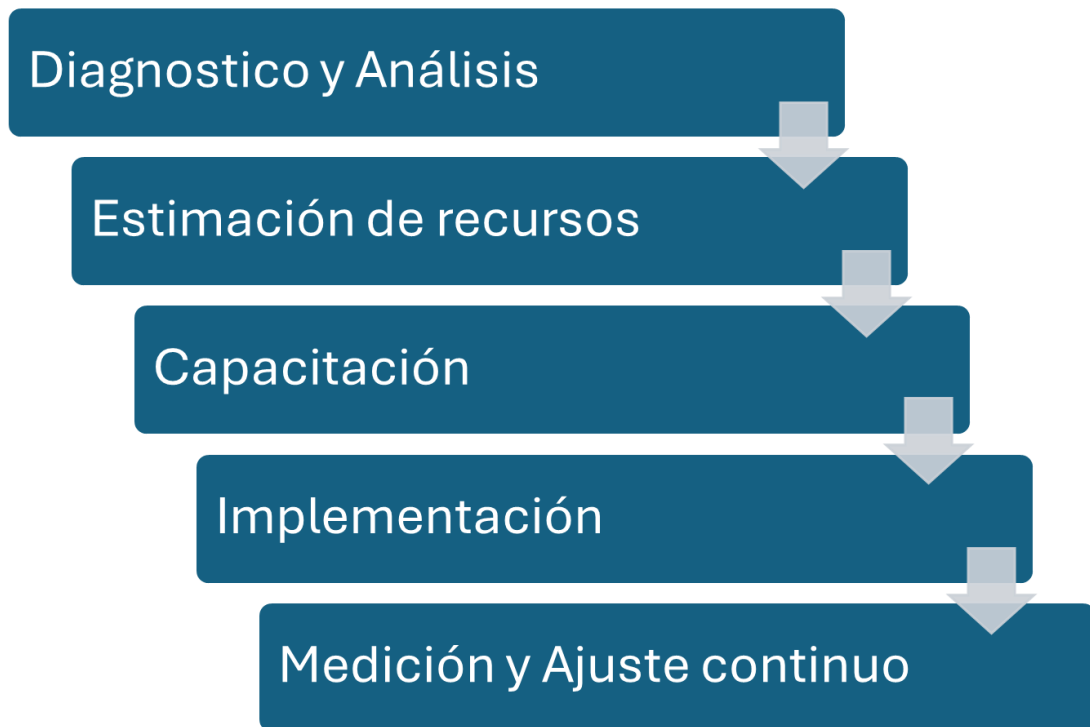 Diagnostico y Análisis
Estimación de recursos
Capacitación
Implementación
Medición y Ajuste continuo